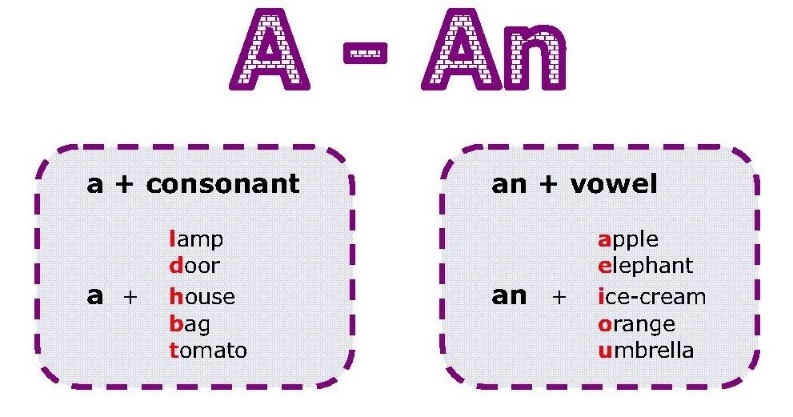 A - An
a + consonant
lamp
door
a + house
bag
tomato
an + vowel
apple
elephant
an + ice-cream
orange
umbrella